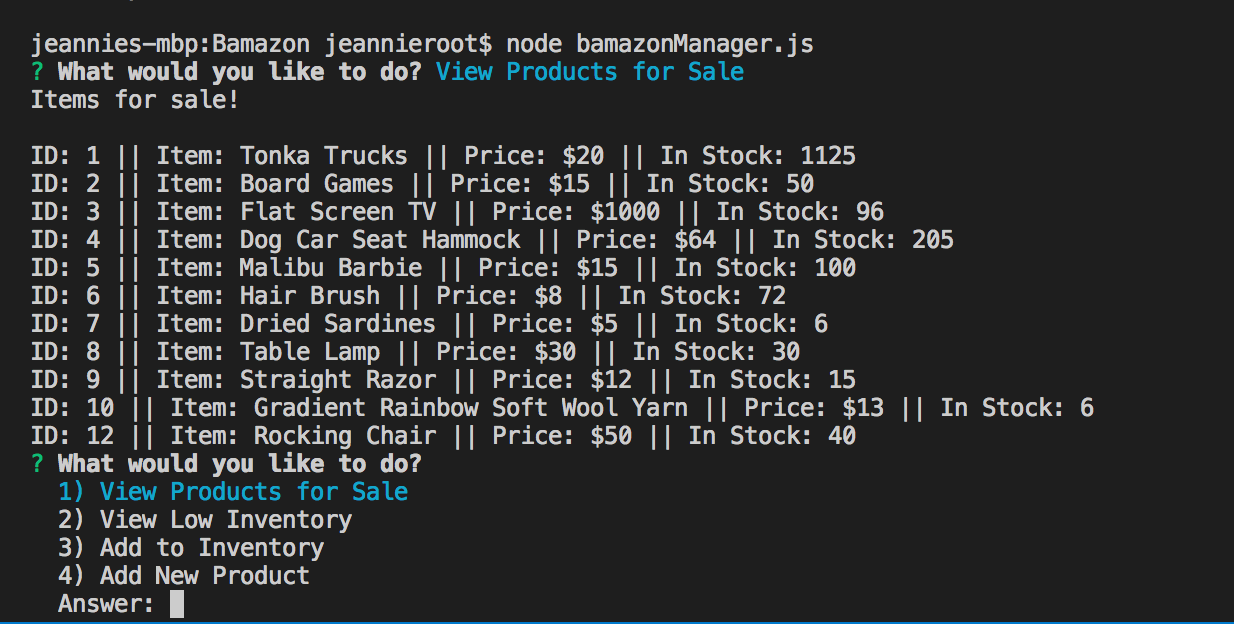 jeannies-mbp:Bamazon jeannieroot$ node bamazonManager.js
? What would you like to do? View Products for Sale
Items for sale!
ID: 1 || Item: Tonka Trucks || Price: $20 || In Stock: 1125
ID: 2 || Item: Board Games || Price: $15 || In Stock: 50
ID: 3 || Item: Flat Screen TV || Price: $1000 || In Stock: 96
ID: 4 || Item: Dog Car Seat Hammock || Price: $64 || In Stock: 205
ID: 5 || Item: Malibu Barbie || Price: $15 || In Stock: 100
ID: 6 || Item: Hair Brush || Price: $8 || In Stock: 72
ID: 7 || Item: Dried Sardines || Price: $5 || In Stock: 6
ID: 8 || Item: Table Lamp || Price: $30 || In Stock: 30
ID: 9 || Item: Straight Razor || Price: $12 || In Stock: 15
ID: 10 || Item: Gradient Rainbow Soft Wool Yarn || Price: $13 || In Stock: 6
ID: 12 || Item: Rocking Chair || Price: $50 || In Stock: 40
? What would you like to do?
1) View Products for Sale
2) View Low Inventory
3) Add to Inventory
4) Add New Product
Answer: